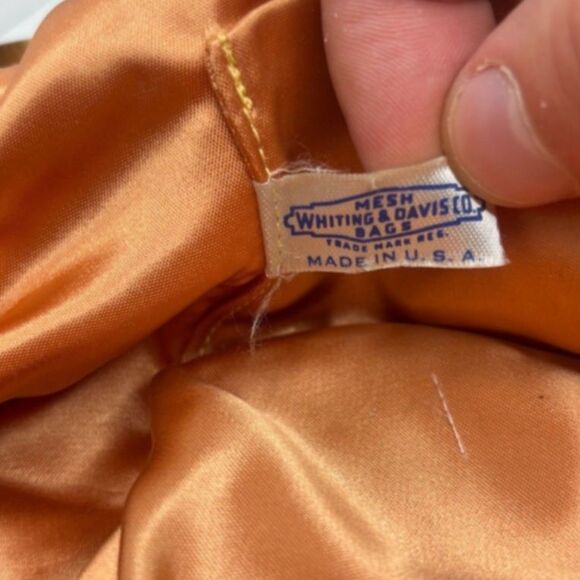 MESH
WHITING & DAVIS CO.
BAGS
TRADE MARK REG.
MADE IN U. S. A.